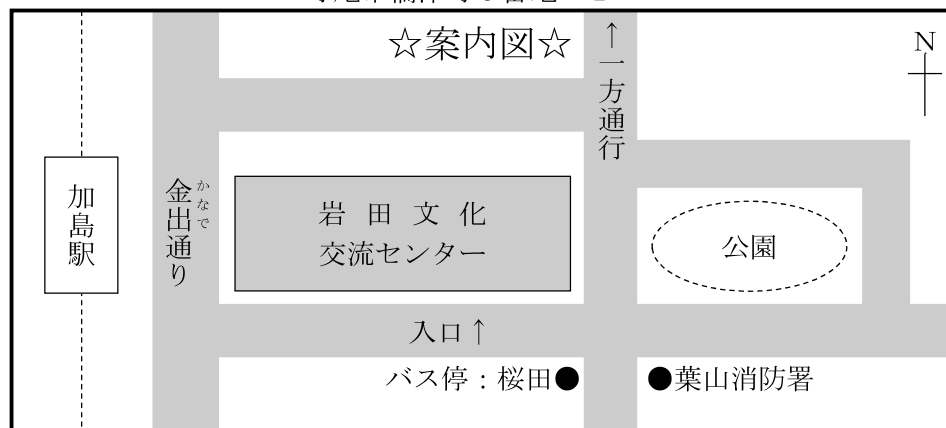 ☆案内図☆
↑一方通行
N
加島駅
金出通り
かなで
岩田文化
交流センター
公園
入口↑
バス停：桜田●
●葉山消防署